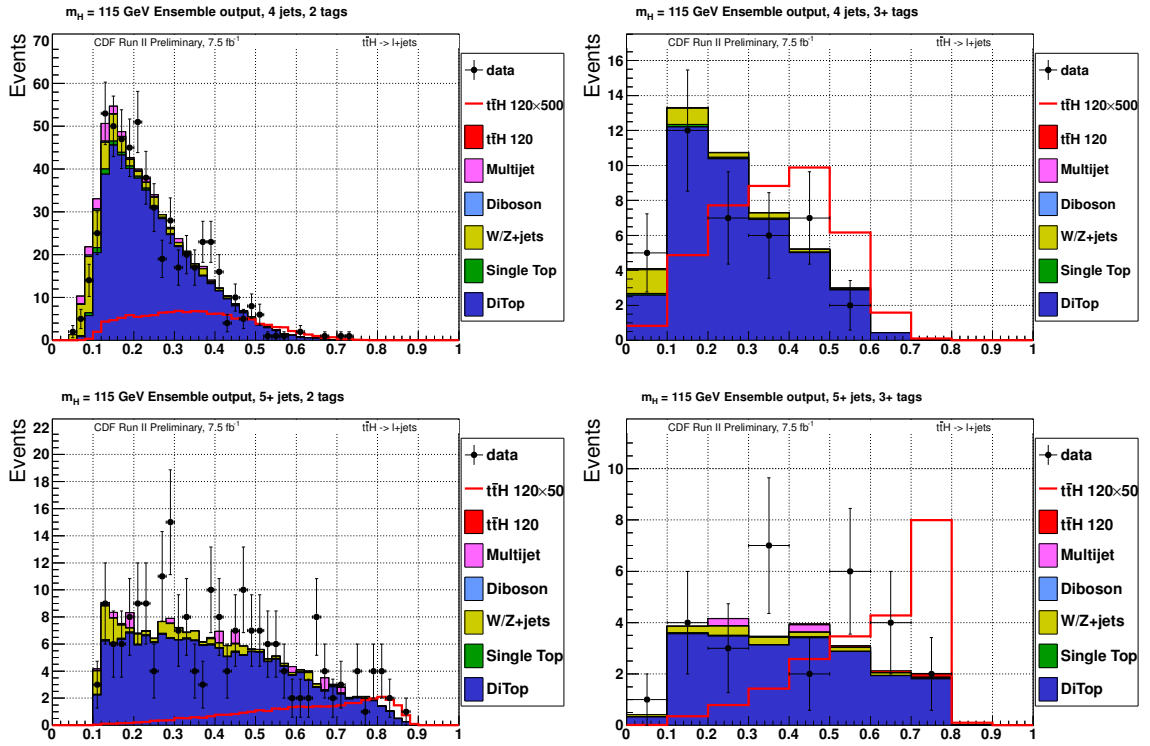 m_H = 115 GeV Ensemble output, 4 jets, 2 tags
Events
CDF Run II Preliminary, 7.5 fb⁻¹
tt̄H -> l+jets
70
60
50
40
30
20
10
0
0 0.1 0.2 0.3 0.4 0.5 0.6 0.7 0.8 0.9 1
data
tt̄H 120×500
tt̄H 120
Multijet
Diboson
W/Z+jets
Single Top
DiTop
m_H = 115 GeV Ensemble output, 4 jets, 3+ tags
Events
CDF Run II Preliminary, 7.5 fb⁻¹
tt̄H -> l+jets
16
14
12
10
8
6
4
2
0
0 0.1 0.2 0.3 0.4 0.5 0.6 0.7 0.8 0.9 1
data
tt̄H 120×500
tt̄H 120
Multijet
Diboson
W/Z+jets
Single Top
DiTop
m_H = 115 GeV Ensemble output, 5+ jets, 2 tags
Events
CDF Run II Preliminary, 7.5 fb⁻¹
tt̄H -> l+jets
22
20
18
16
14
12
10
8
6
4
2
0
0 0.1 0.2 0.3 0.4 0.5 0.6 0.7 0.8 0.9 1
data
tt̄H 120×50
tt̄H 120
Multijet
Diboson
W/Z+jets
Single Top
DiTop
m_H = 115 GeV Ensemble output, 5+ jets, 3+ tags
Events
CDF Run II Preliminary, 7.5 fb⁻¹
tt̄H -> l+jets
10
8
6
4
2
0
0 0.1 0.2 0.3 0.4 0.5 0.6 0.7 0.8 0.9 1
data
tt̄H 120×50
tt̄H 120
Multijet
Diboson
W/Z+jets
Single Top
DiTop